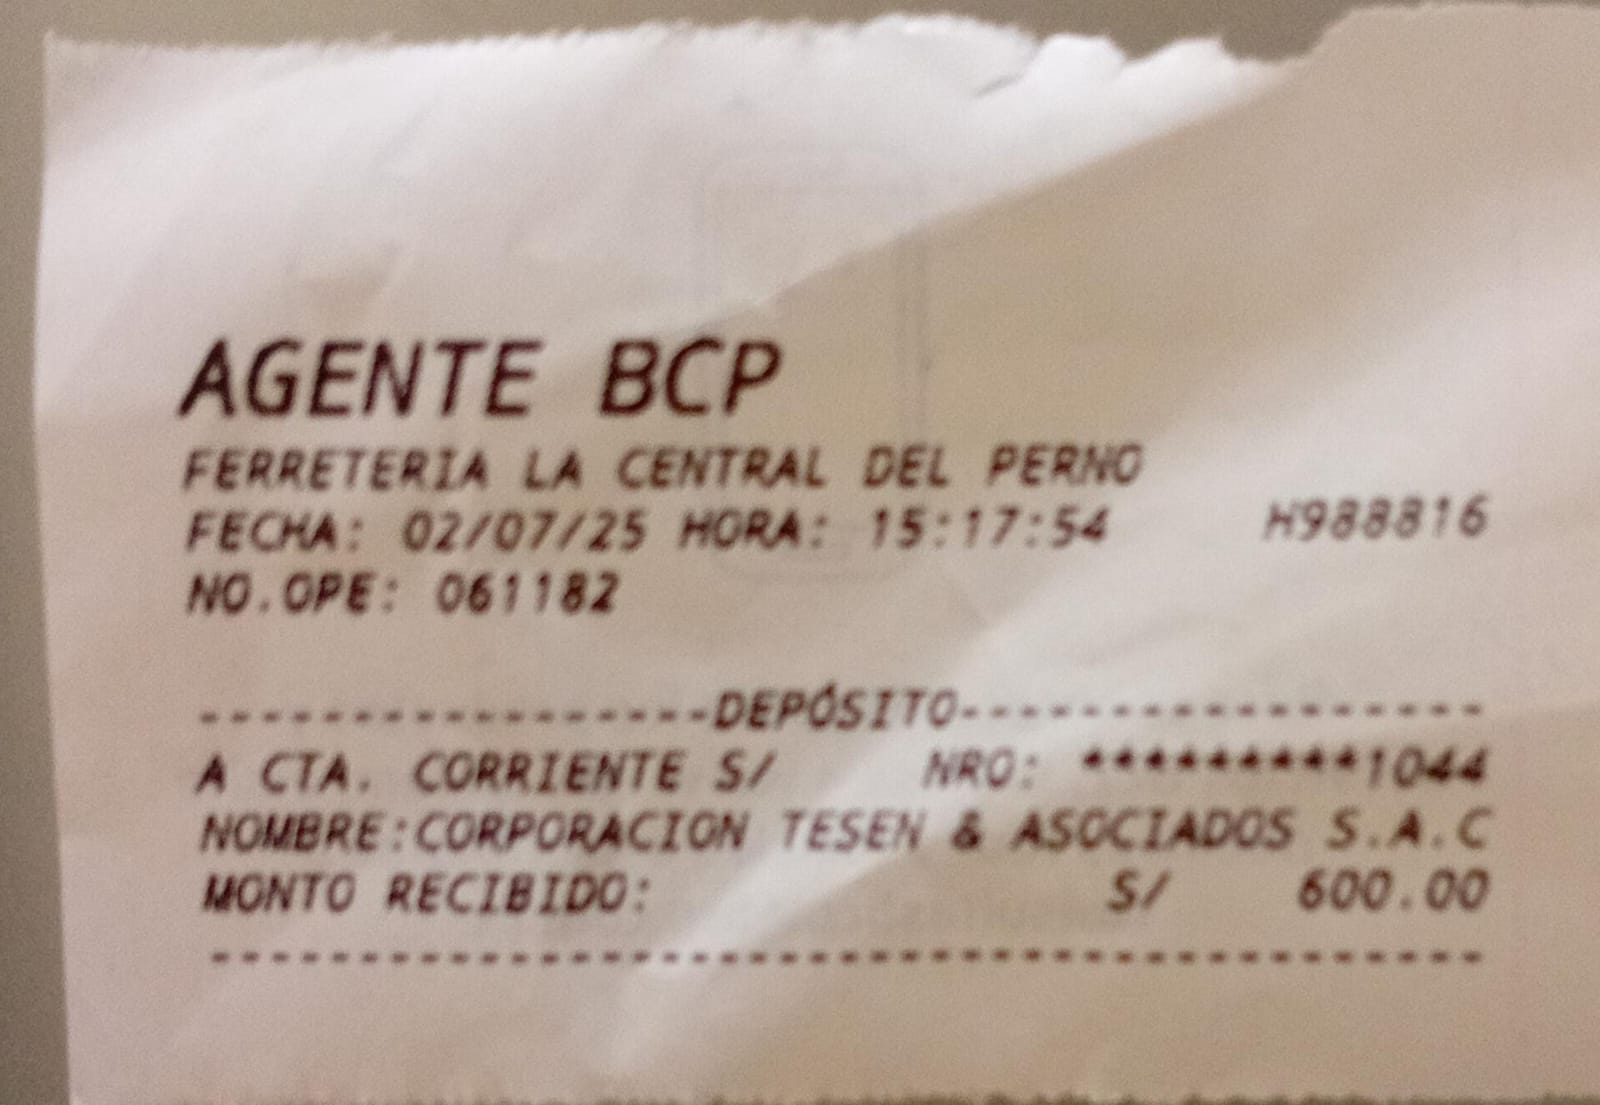 AGENTE BCP
FERRETERIA LA CENTRAL DEL PERNO
FECHA: 02/07/25 HORA: 15:17:54 H988816
NO.OPE: 061182
------------------DEPÓSITO------------------
A CTA. CORRIENTE S/ NRO: *********1044
NOMBRE:CORPORACION TESEN & ASOCIADOS S.A.C
MONTO RECIBIDO: S/ 600.00
-------------------------------------------